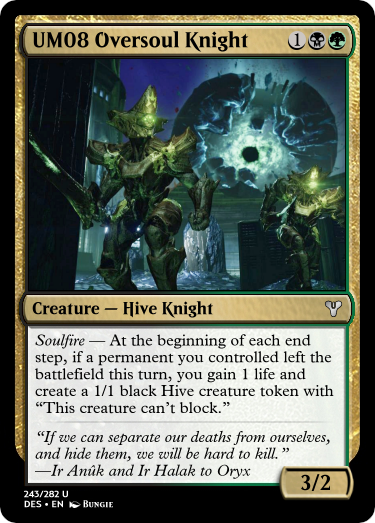 UM08 Oversoul Knight 1
Creature — Hive Knight
Soulfire — At the beginning of each end
step, if a permanent you controlled left the
battlefield this turn, you gain 1 life and
create a 1/1 black Hive creature token with
“This creature can’t block.”
“If we can separate our deaths from ourselves,
and hide them, we will be hard to kill.”
—Ir Anûk and Ir Halak to Oryx
3/2
243/282 U
DES • EN Bungie